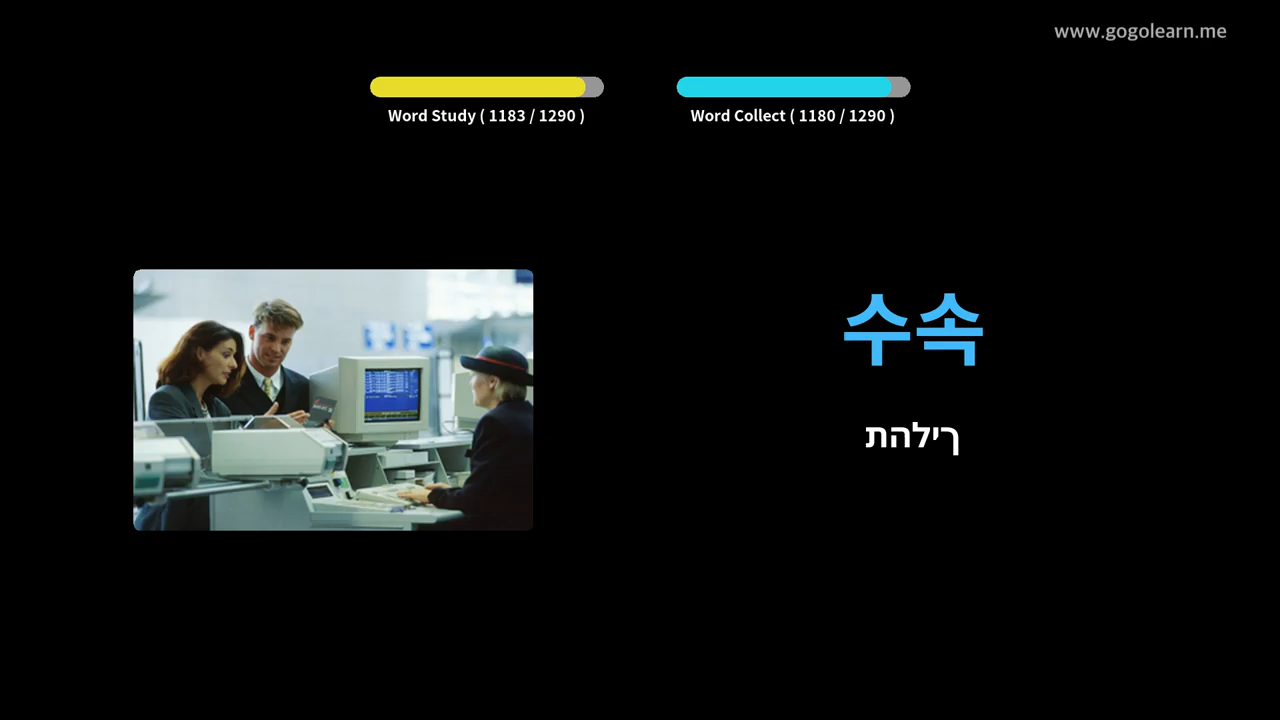 www.gogolearn.me
Word Study ( 1183 / 1290 )
Word Collect ( 1180 / 1290 )
수속
ךילהת